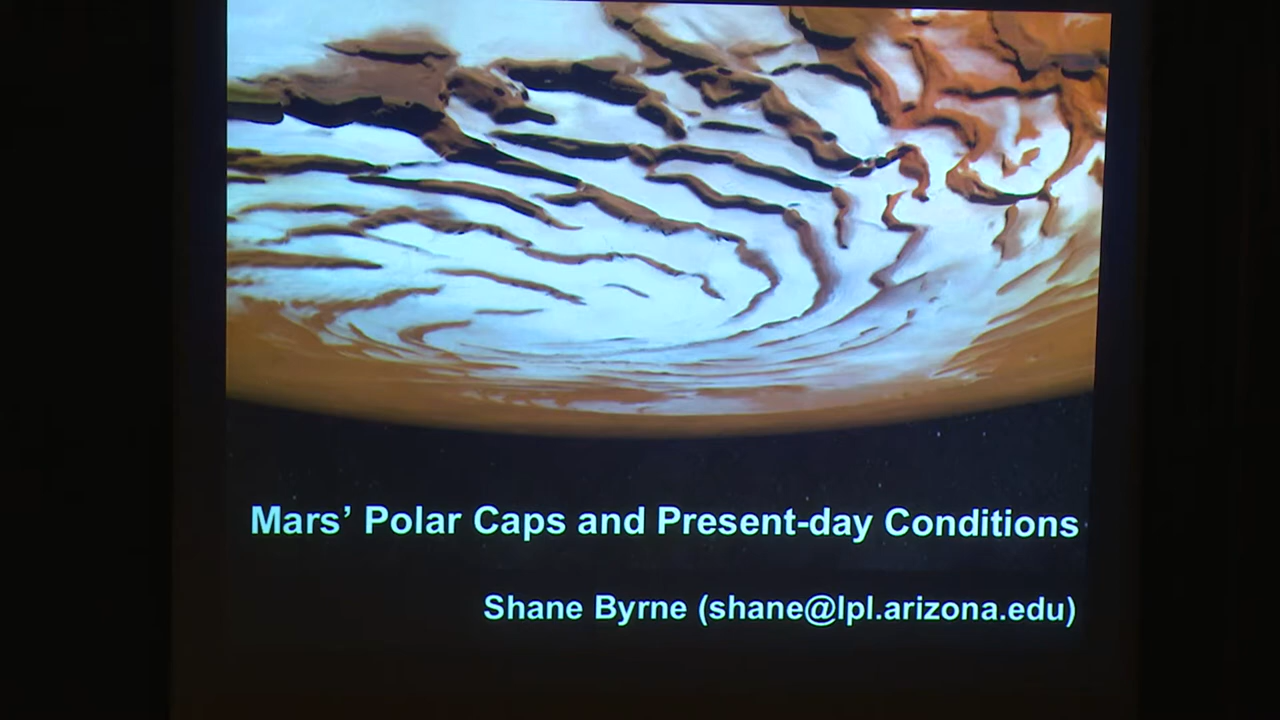 Mars’ Polar Caps and Present-day Conditions
Shane Byrne (shane@lpl.arizona.edu)